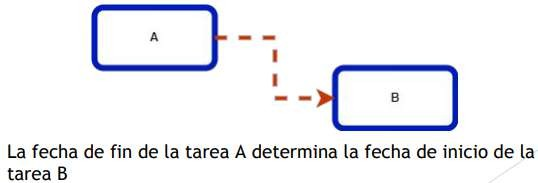 A
B
La fecha de fin de la tarea A determina la fecha de inicio de la
tarea B